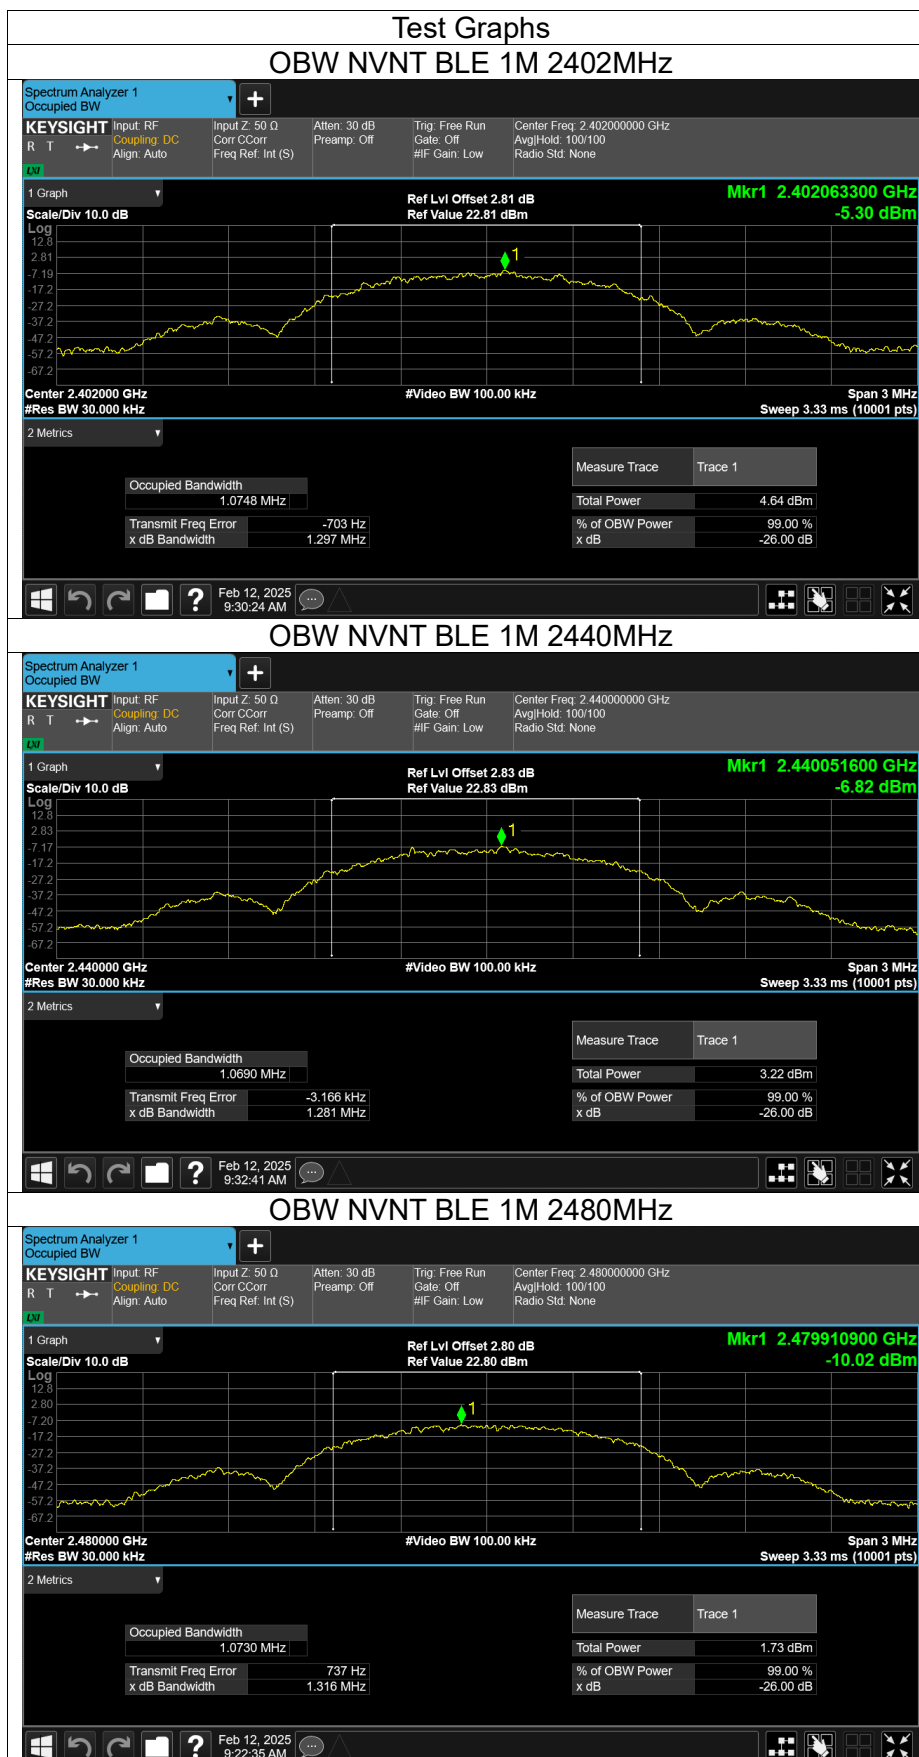 Test Graphs
OBW NVNT BLE 1M 2402MHz
Spectrum Analyzer 1
Occupied BW
KEYSIGHT Input: RF Input Z: 50 Ω Atten: 30 dB Trig: Free Run Center Freq: 2.402000000 GHz
R T Coupling: DC Corr CCorr Preamp: Off Gate: Off Avg|Hold: 100/100
Align: Auto Freq Ref: Int (S) #IF Gain: Low Radio Std: None
LXI
1 Graph Ref Lvl Offset 2.81 dB Mkr1 2.402063300 GHz
Scale/Div 10.0 dB Ref Value 22.81 dBm -5.30 dBm
Log
12.8
2.81
1
-7.19
-17.2
-27.2
-37.2
-47.2
-57.2
-67.2
Center 2.402000 GHz #Video BW 100.00 kHz Span 3 MHz
#Res BW 30.000 kHz Sweep 3.33 ms (10001 pts)
2 Metrics
Measure Trace Trace 1
Occupied Bandwidth
1.0748 MHz Total Power 4.64 dBm
Transmit Freq Error -703 Hz % of OBW Power 99.00 %
x dB Bandwidth 1.297 MHz x dB -26.00 dB
? Feb 12, 2025
9:30:24 AM
OBW NVNT BLE 1M 2440MHz
Spectrum Analyzer 1
Occupied BW
KEYSIGHT Input: RF Input Z: 50 Ω Atten: 30 dB Trig: Free Run Center Freq: 2.440000000 GHz
R T Coupling: DC Corr CCorr Preamp: Off Gate: Off Avg|Hold: 100/100
Align: Auto Freq Ref: Int (S) #IF Gain: Low Radio Std: None
LXI
1 Graph Ref Lvl Offset 2.83 dB Mkr1 2.440051600 GHz
Scale/Div 10.0 dB Ref Value 22.83 dBm -6.82 dBm
Log
12.8
2.83
1
-7.17
-17.2
-27.2
-37.2
-47.2
-57.2
-67.2
Center 2.440000 GHz #Video BW 100.00 kHz Span 3 MHz
#Res BW 30.000 kHz Sweep 3.33 ms (10001 pts)
2 Metrics
Measure Trace Trace 1
Occupied Bandwidth
1.0690 MHz Total Power 3.22 dBm
Transmit Freq Error -3.166 kHz % of OBW Power 99.00 %
x dB Bandwidth 1.281 MHz x dB -26.00 dB
? Feb 12, 2025
9:32:41 AM
OBW NVNT BLE 1M 2480MHz
Spectrum Analyzer 1
Occupied BW
KEYSIGHT Input: RF Input Z: 50 Ω Atten: 30 dB Trig: Free Run Center Freq: 2.480000000 GHz
R T Coupling: DC Corr CCorr Preamp: Off Gate: Off Avg|Hold: 100/100
Align: Auto Freq Ref: Int (S) #IF Gain: Low Radio Std: None
LXI
1 Graph Ref Lvl Offset 2.80 dB Mkr1 2.479910900 GHz
Scale/Div 10.0 dB Ref Value 22.80 dBm -10.02 dBm
Log
12.8
2.80
1
-7.20
-17.2
-27.2
-37.2
-47.2
-57.2
-67.2
Center 2.480000 GHz #Video BW 100.00 kHz Span 3 MHz
#Res BW 30.000 kHz Sweep 3.33 ms (10001 pts)
2 Metrics
Measure Trace Trace 1
Occupied Bandwidth
1.0730 MHz Total Power 1.73 dBm
Transmit Freq Error 737 Hz % of OBW Power 99.00 %
x dB Bandwidth 1.316 MHz x dB -26.00 dB
? Feb 12, 2025
9:22:35 AM